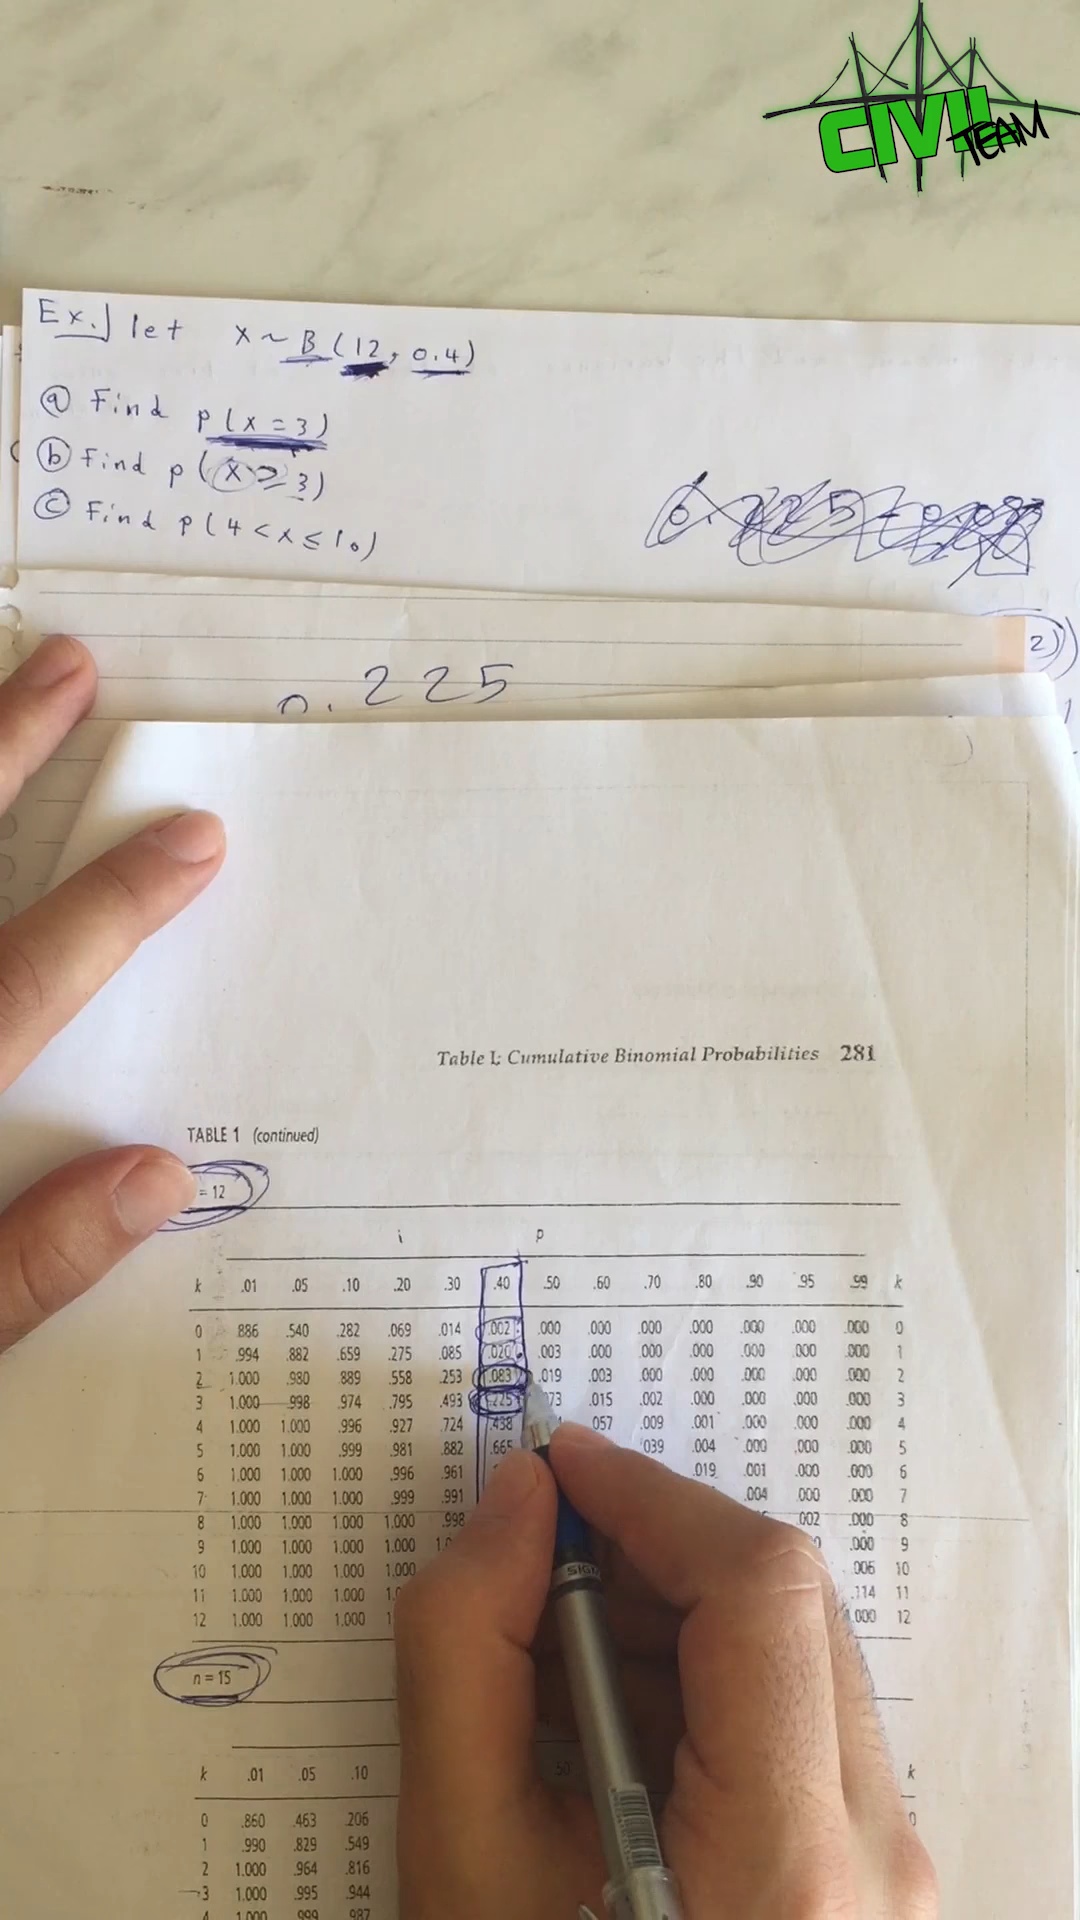 CIVIL
TEAM
Ex.] let x ~ B (12, 0.4)
ⓐ Find P(x = 3)
ⓑ Find P(x ≥ 3)
ⓒ Find P(4 < x ≤ 10)
2))
0.225
Table 1: Cumulative Binomial Probabilities 281
TABLE 1 (continued)
= 12
p
k .01 .05 .10 .20 .30 .40 .50 .60 .70 .80 .90 .95 .99 k
0 886 .540 .282 .069 .014 .002 .000 .000 .000 .000 .000 .000 .000 0
1 .994 .882 .659 .275 .085 .020 .003 .000 .000 .000 .000 .000 .000 1
2 1.000 .980 .889 .558 .253 .083 .019 .003 .000 .000 .000 .000 .000 2
3 1.000 .998 .974 .795 .493 .225 73 .015 .002 .000 .000 .000 .000 3
4 1.000 1.000 .996 .927 .724 .438 057 .009 .001 .000 .000 .000 4
5 1.000 1.000 .999 .981 .882 .665 039 .004 .000 .000 .000 5
6 1.000 1.000 1.000 .996 .961 .019 .001 .000 .000 6
7 1.000 1.000 1.000 .999 .991 .004 .000 .000 7
8 1.000 1.000 1.000 1.000 .998 .002 .000 8
9 1.000 1.000 1.000 1.000 1.0 .000 9
10 1.000 1.000 1.000 1.000 .006 10
11 1.000 1.000 1.000 .114 11
12 1.000 1.000 1.000 .000 12
n = 15
k .01 .05 .10 .50 k
0 .860 .463 .206 0
1 .990 .829 .549
2 1.000 .964 .816
3 1.000 .995 .944
4 1.000 .999 .987
SIGM